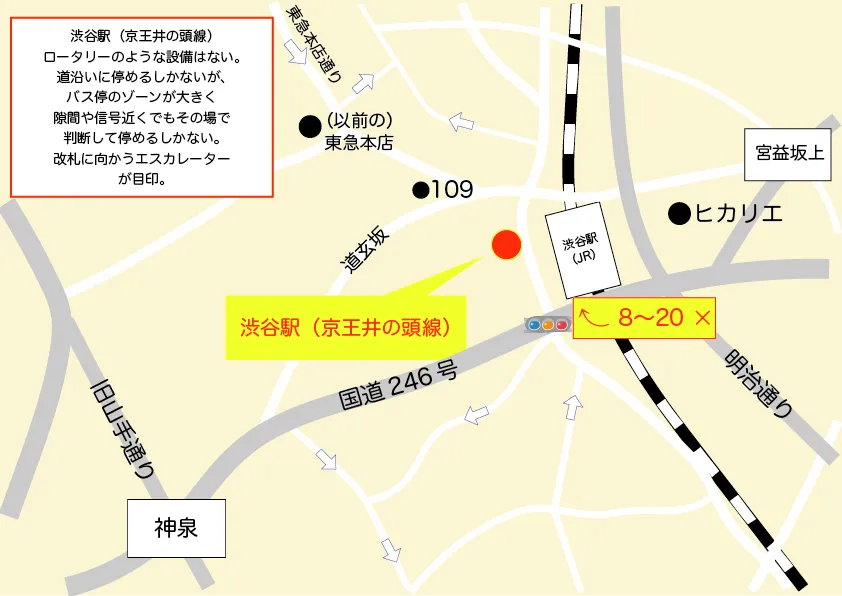 渋谷駅（京王井の頭線）
ロータリーのような設備はない。
道沿いに停めるしかないが、
バス停のゾーンが大きく
隙間や信号近くでもその場で
判断して停めるしかない。
改札に向かうエスカレーター
が目印。
東急本店通り
（以前の）
東急本店
109
道玄坂
渋谷駅
（JR）
ヒカリエ
宮益坂上
渋谷駅（京王井の頭線）
8〜20 ×
国道 246 号
明治通り
旧山手通り
神泉